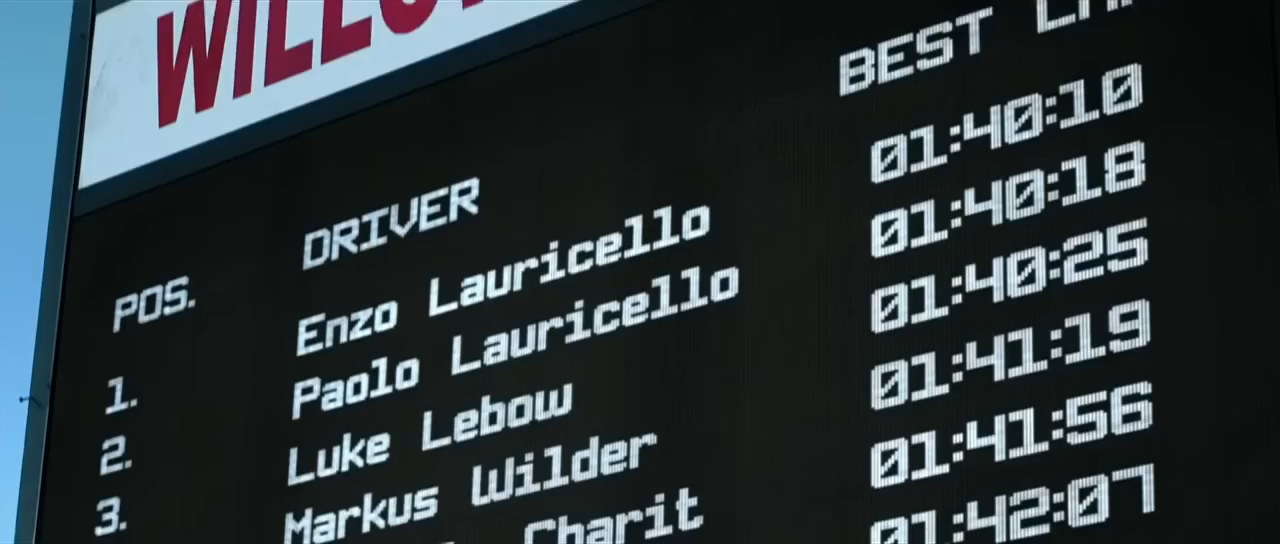 POS. DRIVER BEST
1. Enzo Lauricello 01:40:10
2. Paolo Lauricello 01:40:18
3. Luke Lebow 01:40:25
Markus Wilder 01:41:19
Charit 01:41:56
01:42:07